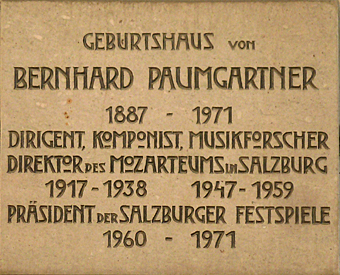 GEBURTSHAUS VON
BERNHARD PAUMGARTNER
1887 - 1971
DIRIGENT, KOMPONIST, MUSIKFORSCHER
DIREKTOR DES MOZARTEUMS IN SALZBURG
1917 - 1938 1947 - 1959
PRÄSIDENT DER SALZBURGER FESTSPIELE
1960 - 1971